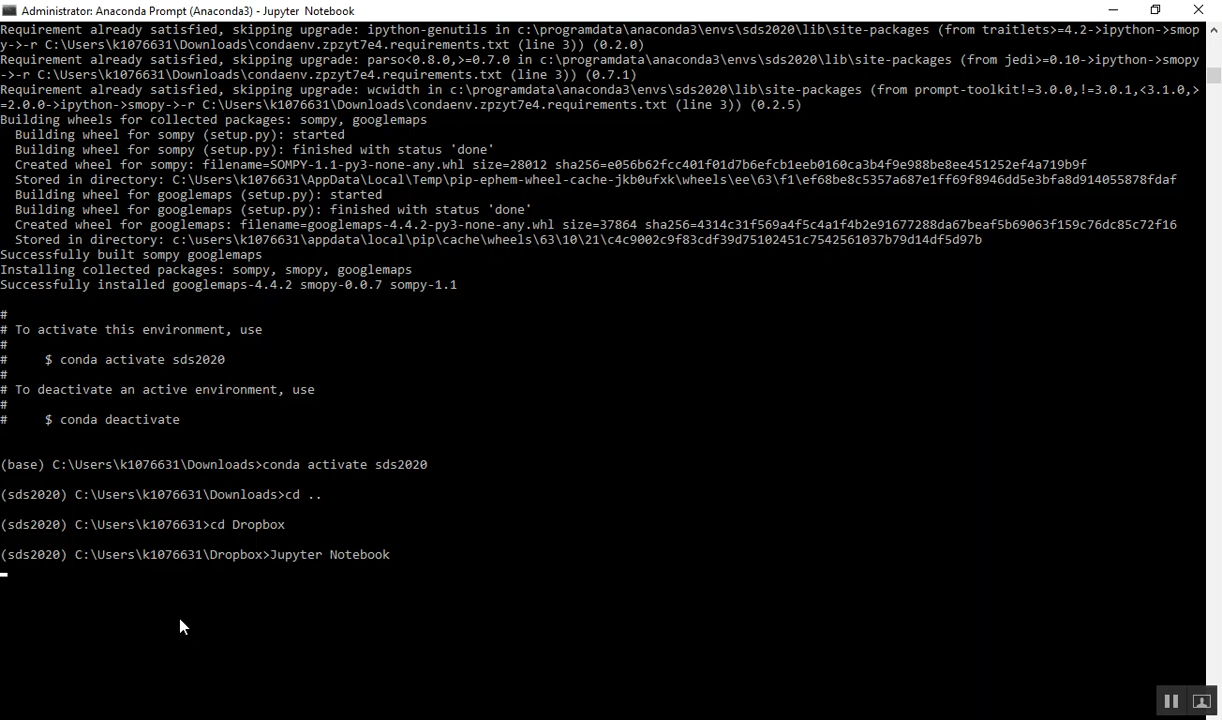 Administrator: Anaconda Prompt (Anaconda3) - Jupyter Notebook
Requirement already satisfied, skipping upgrade: ipython-genutils in c:\programdata\anaconda3\envs\sds2020\lib\site-packages (from traitlets>=4.2->ipython->smop
y->-r C:\Users\k1076631\Downloads\condaenv.zpzyt7e4.requirements.txt (line 3)) (0.2.0)
Requirement already satisfied, skipping upgrade: parso<0.8.0,>=0.7.0 in c:\programdata\anaconda3\envs\sds2020\lib\site-packages (from jedi>=0.10->ipython->smopy
->-r C:\Users\k1076631\Downloads\condaenv.zpzyt7e4.requirements.txt (line 3)) (0.7.1)
Requirement already satisfied, skipping upgrade: wcwidth in c:\programdata\anaconda3\envs\sds2020\lib\site-packages (from prompt-toolkit!=3.0.0,!=3.0.1,<3.1.0,>
=2.0.0->ipython->smopy->-r C:\Users\k1076631\Downloads\condaenv.zpzyt7e4.requirements.txt (line 3)) (0.2.5)
Building wheels for collected packages: sompy, googlemaps
Building wheel for sompy (setup.py): started
Building wheel for sompy (setup.py): finished with status 'done'
Created wheel for sompy: filename=SOMPY-1.1-py3-none-any.whl size=28012 sha256=e056b62fcc401f01d7b6efcb1eeb0160ca3b4f9e988be8ee451252ef4a719b9f
Stored in directory: C:\Users\k1076631\AppData\Local\Temp\pip-ephem-wheel-cache-jkb0ufxk\wheels\ee\63\f1\ef68be8c5357a687e1ff69f8946dd5e3bfa8d914055878fdaf
Building wheel for googlemaps (setup.py): started
Building wheel for googlemaps (setup.py): finished with status 'done'
Created wheel for googlemaps: filename=googlemaps-4.4.2-py3-none-any.whl size=37864 sha256=4314c31f569a4f5c4a1f4b2e91677288da67beaf5b69063f159c76dc85c72f16
Stored in directory: c:\users\k1076631\appdata\local\pip\cache\wheels\63\10\21\c4c9002c9f83cdf39d75102451c7542561037b79d14df5d97b
Successfully built sompy googlemaps
Installing collected packages: sompy, smopy, googlemaps
Successfully installed googlemaps-4.4.2 smopy-0.0.7 sompy-1.1
#
# To activate this environment, use
#
#     $ conda activate sds2020
#
# To deactivate an active environment, use
#
#     $ conda deactivate
(base) C:\Users\k1076631\Downloads>conda activate sds2020
(sds2020) C:\Users\k1076631\Downloads>cd ..
(sds2020) C:\Users\k1076631>cd Dropbox
(sds2020) C:\Users\k1076631\Dropbox>Jupyter Notebook